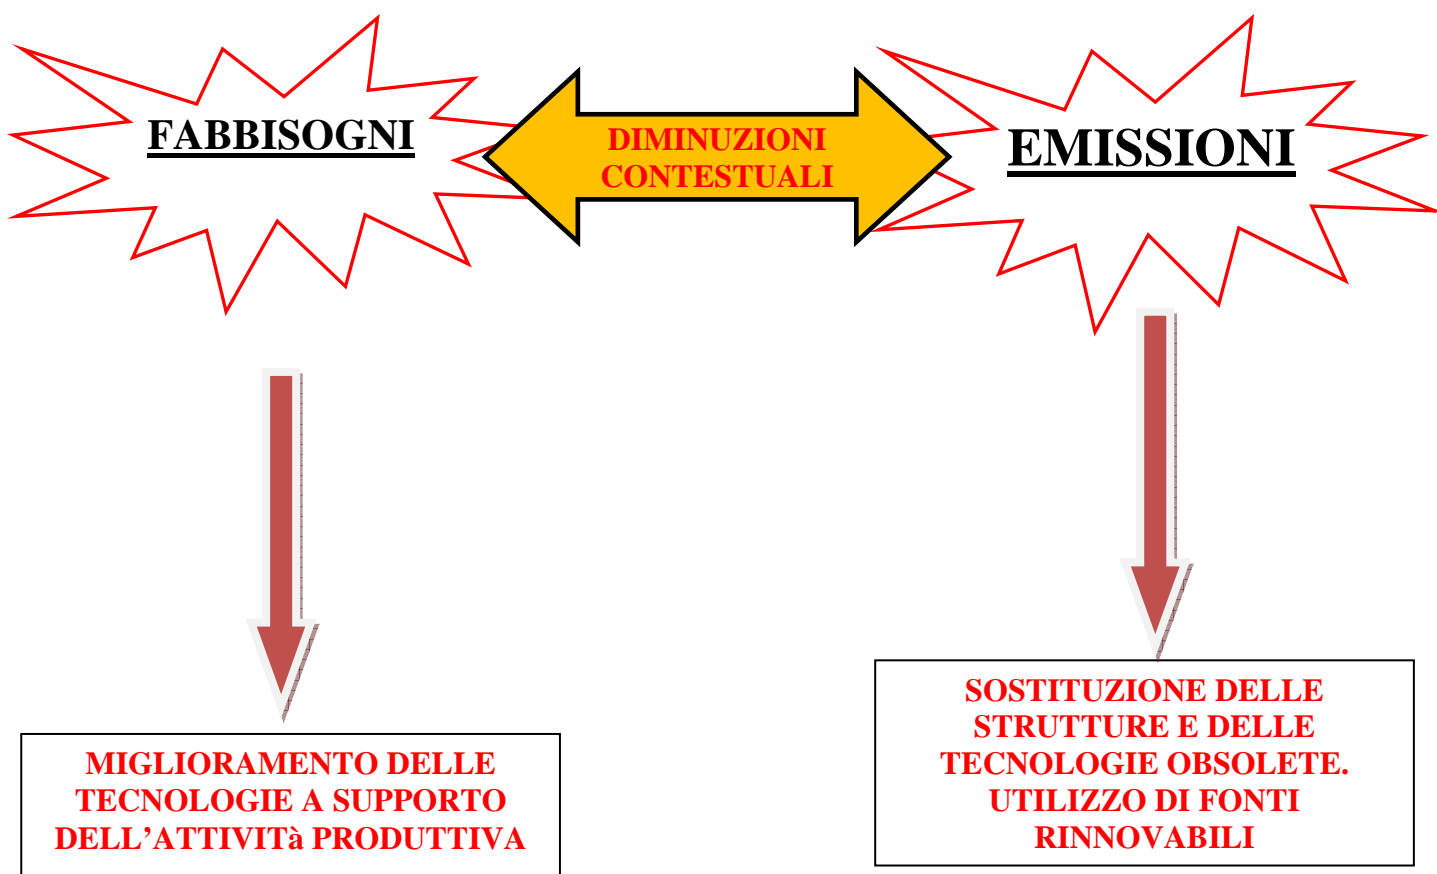 FABBISOGNI
DIMINUZIONI
CONTESTUALI
EMISSIONI
MIGLIORAMENTO DELLE
TECNOLOGIE A SUPPORTO
DELL’ATTIVITà PRODUTTIVA
SOSTITUZIONE DELLE
STRUTTURE E DELLE
TECNOLOGIE OBSOLETE.
UTILIZZO DI FONTI
RINNOVABILI